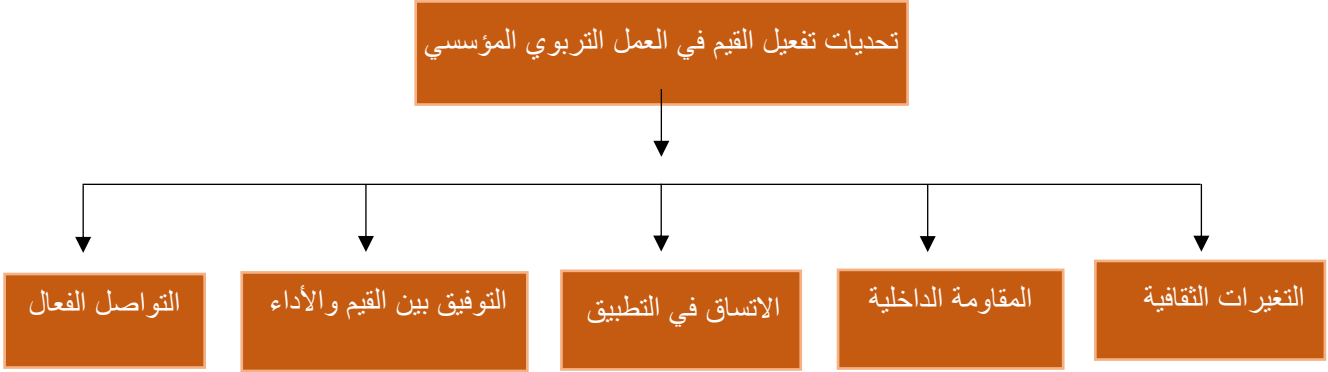 تحديات تفعيل القيم في العمل التربوي المؤسسي
التغيرات الثقافية
المقاومة الداخلية
الاتساق في التطبيق
التوفيق بين القيم والأداء
التواصل الفعال